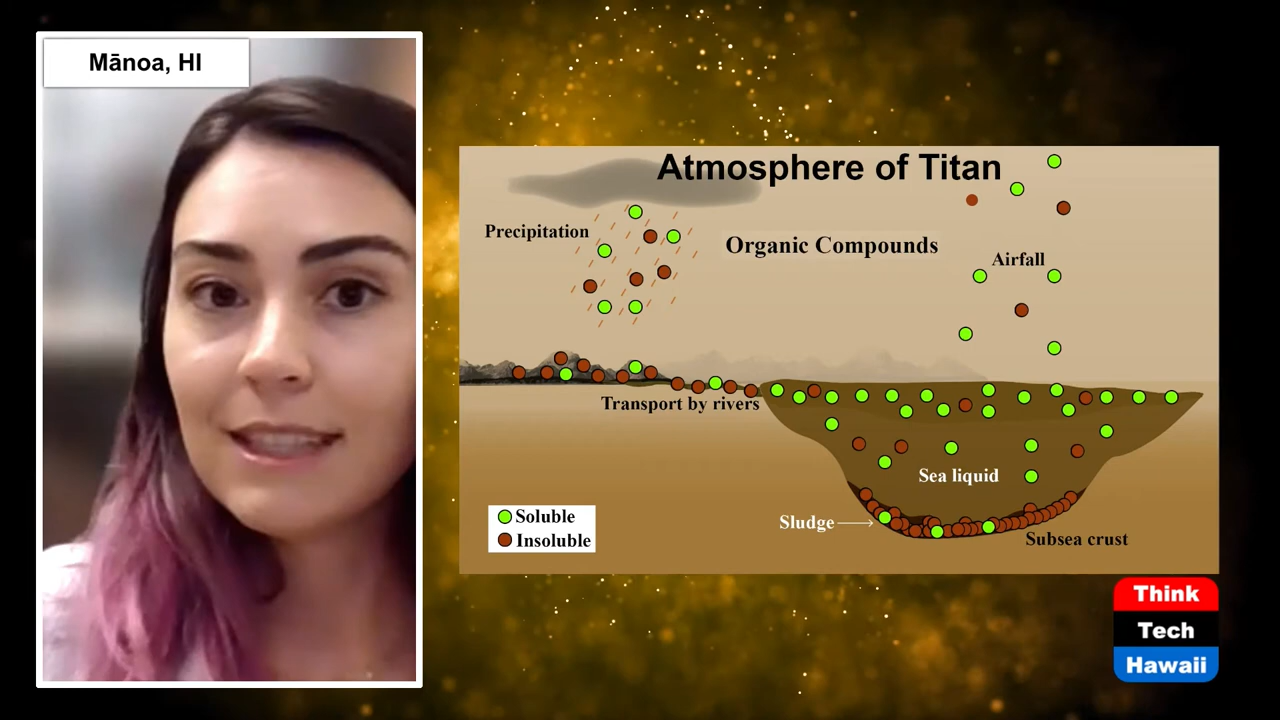 Mānoa, HI
Atmosphere of Titan
Precipitation
Organic Compounds
Airfall
Transport by rivers
Sea liquid
Soluble
Insoluble
Sludge
Subsea crust
Think
Tech
Hawaii